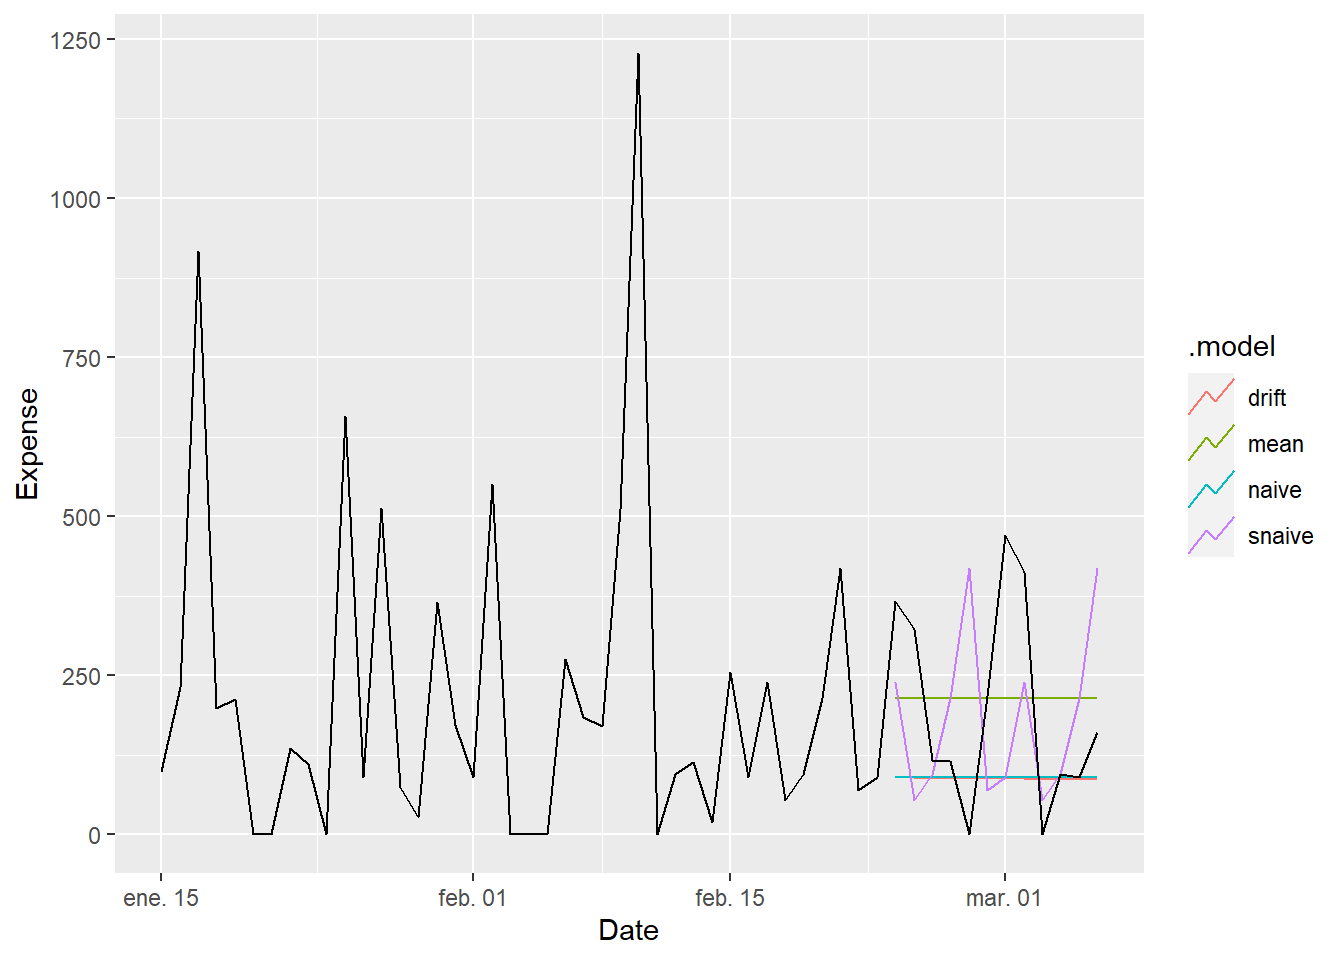 1250
1000
750
500
250
0
Expense
ene. 15
feb. 01
feb. 15
mar. 01
Date
.model
drift
mean
naive
snaive